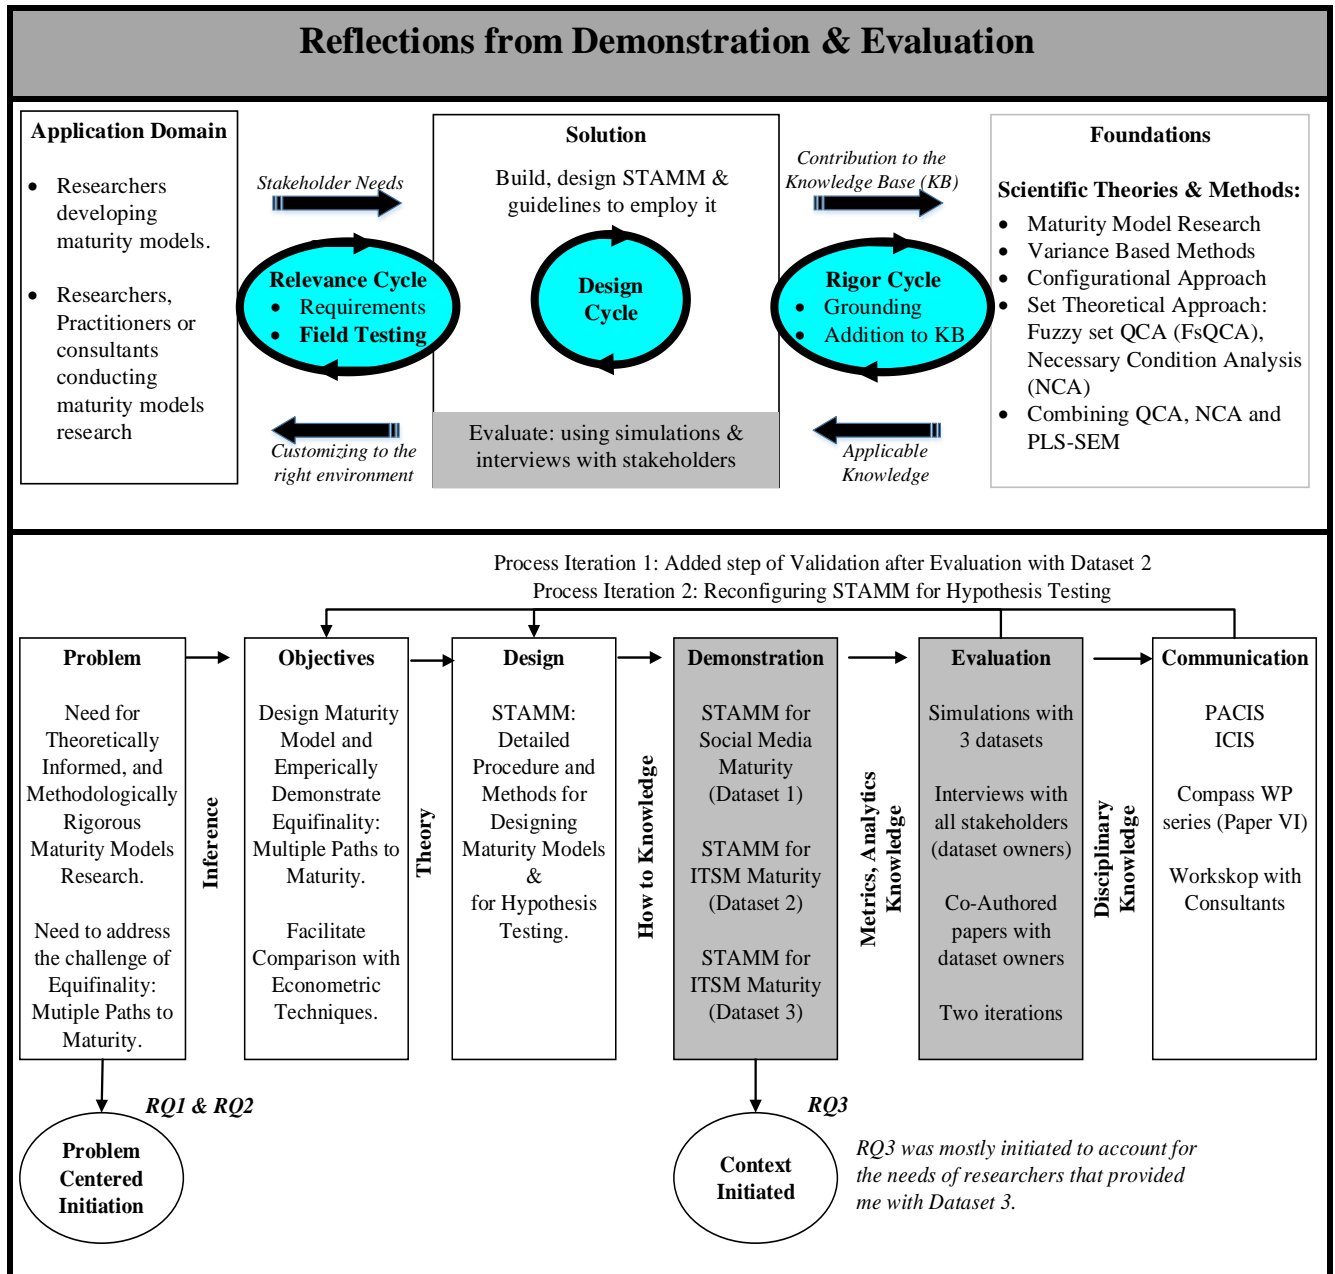 Reflections from Demonstration & Evaluation
Application Domain
• Researchers
developing
maturity models.
• Researchers,
Practitioners or
consultants
conducting
maturity models
research
Stakeholder Needs
Relevance Cycle
• Requirements
• Field Testing
Customizing to the
right environment
Solution
Build, design STAMM &
guidelines to employ it
Design
Cycle
Evaluate: using simulations &
interviews with stakeholders
Contribution to the
Knowledge Base (KB)
Rigor Cycle
• Grounding
• Addition to KB
Applicable
Knowledge
Foundations
Scientific Theories & Methods:
• Maturity Model Research
• Variance Based Methods
• Configurational Approach
• Set Theoretical Approach:
Fuzzy set QCA (FsQCA),
Necessary Condition Analysis
(NCA)
• Combining QCA, NCA and
PLS-SEM
Process Iteration 1: Added step of Validation after Evaluation with Dataset 2
Process Iteration 2: Reconfiguring STAMM for Hypothesis Testing
Problem
Need for
Theoretically
Informed, and
Methodologically
Rigorous
Maturity Models
Research.
Need to address
the challenge of
Equifinality:
Mutiple Paths to
Maturity.
Inference
Objectives
Design Maturity
Model and
Emperically
Demonstrate
Equifinality:
Multiple Paths to
Maturity.
Facilitate
Comparison with
Econometric
Techniques.
Theory
Design
STAMM:
Detailed
Procedure and
Methods for
Designing
Maturity Models
&
for Hypothesis
Testing.
How to Knowledge
Demonstration
STAMM for
Social Media
Maturity
(Dataset 1)
STAMM for
ITSM Maturity
(Dataset 2)
STAMM for
ITSM Maturity
(Dataset 3)
Metrics, Analytics
Knowledge
Evaluation
Simulations with
3 datasets
Interviews with
all stakeholders
(dataset owners)
Co-Authored
papers with
dataset owners
Two iterations
Disciplinary
Knowledge
Communication
PACIS
ICIS
Compass WP
series (Paper VI)
Workskop with
Consultants
RQ1 & RQ2
Problem
Centered
Initiation
RQ3
Context
Initiated
RQ3 was mostly initiated to account for
the needs of researchers that provided
me with Dataset 3.